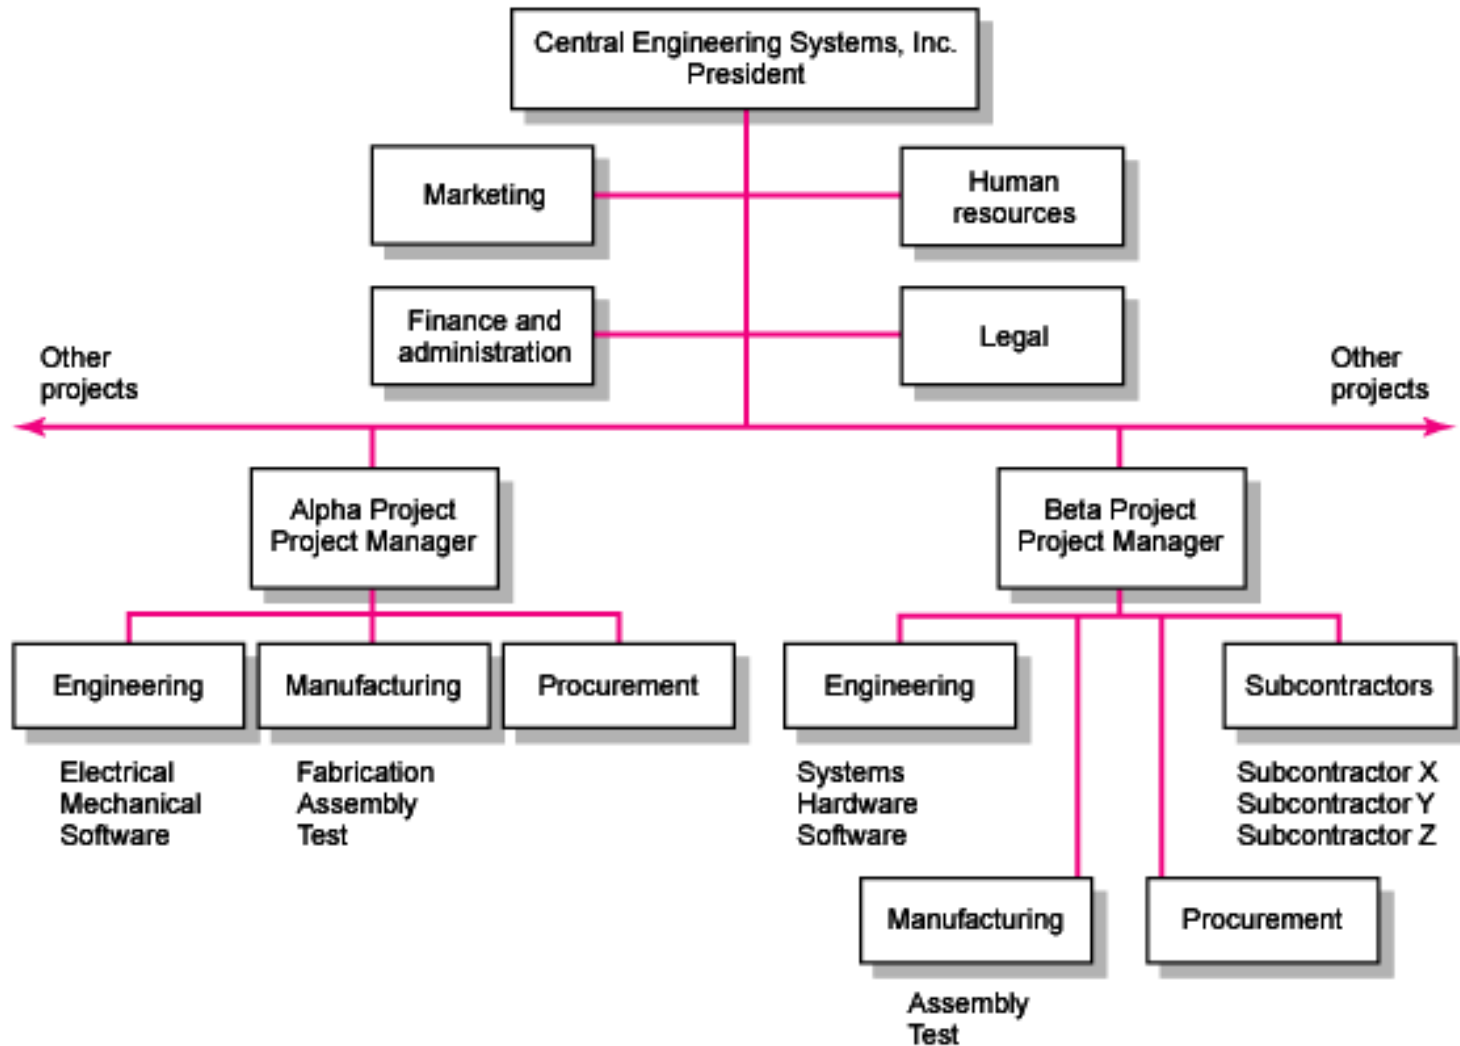 Central Engineering Systems, Inc.
President
Marketing
Human
resources
Finance and
administration
Legal
Other
projects
Other
projects
Alpha Project
Project Manager
Beta Project
Project Manager
Engineering
Manufacturing
Procurement
Engineering
Subcontractors
Electrical
Mechanical
Software
Fabrication
Assembly
Test
Systems
Hardware
Software
Subcontractor X
Subcontractor Y
Subcontractor Z
Manufacturing
Procurement
Assembly
Test